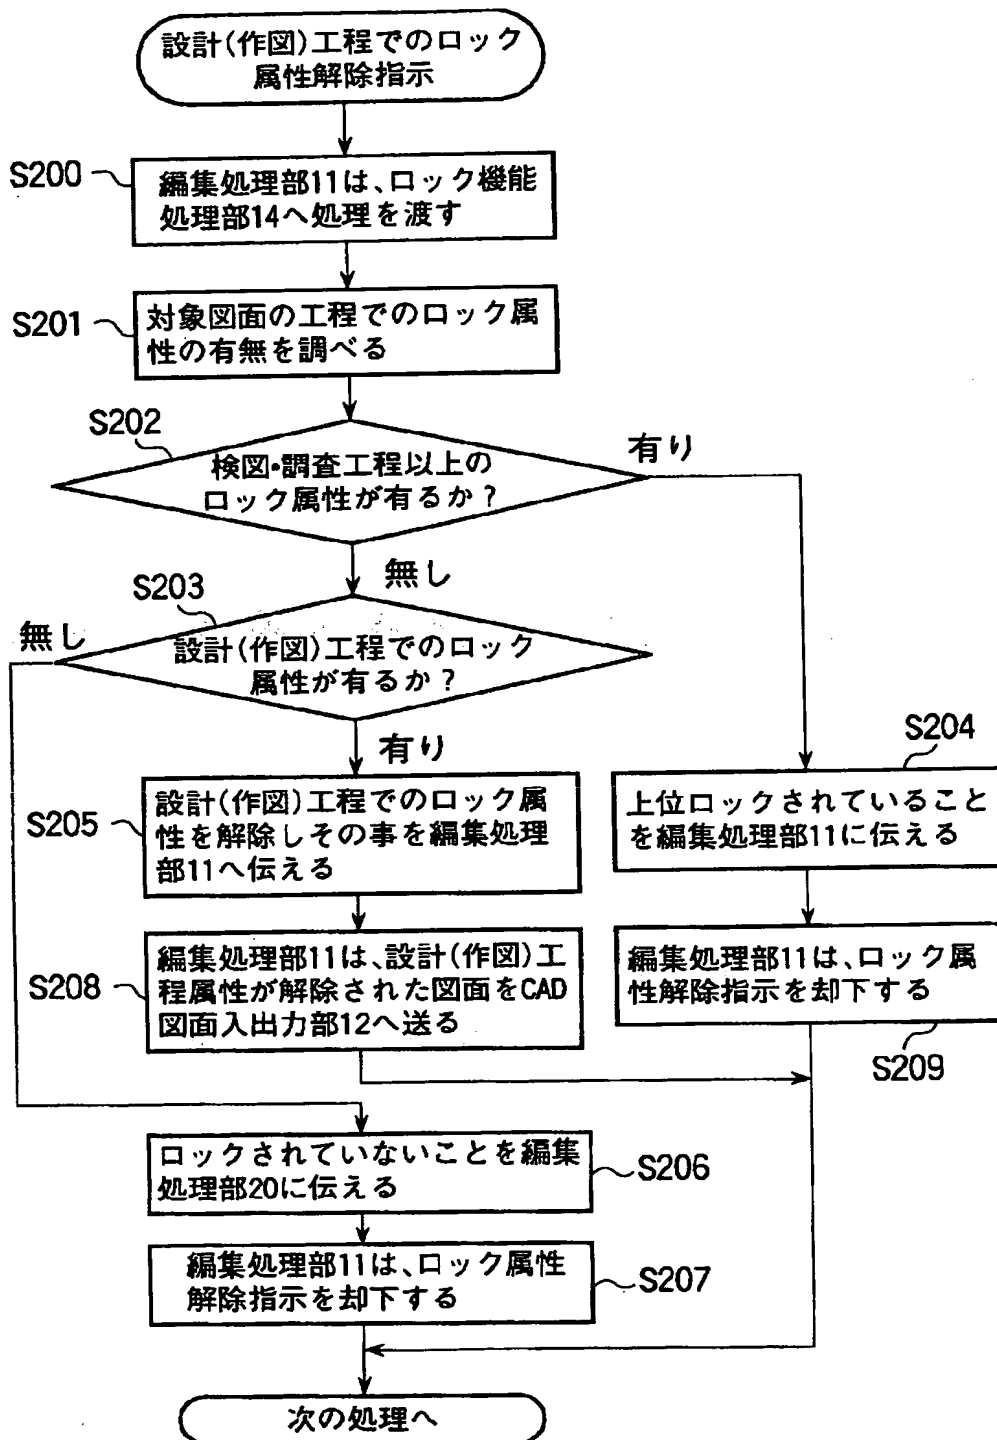 設計(作図)工程でのロック
属性解除指示
S200
編集処理部11は、ロック機能
処理部14へ処理を渡す
S201
対象図面の工程でのロック属
性の有無を調べる
S202
検図・調査工程以上の
ロック属性が有るか?
有り
無し
S203
無し
設計(作図)工程でのロック
属性が有るか?
有り
S204
上位ロックされていること
を編集処理部11に伝える
S205
設計(作図)工程でのロック属
性を解除しその事を編集処理
部11へ伝える
S208
編集処理部11は、設計(作図)工
程属性が解除された図面をCAD
図面入出力部12へ送る
編集処理部11は、ロック属
性解除指示を却下する
S209
ロックされていないことを編集
処理部20に伝える
S206
編集処理部11は、ロック属性
解除指示を却下する
S207
次の処理へ